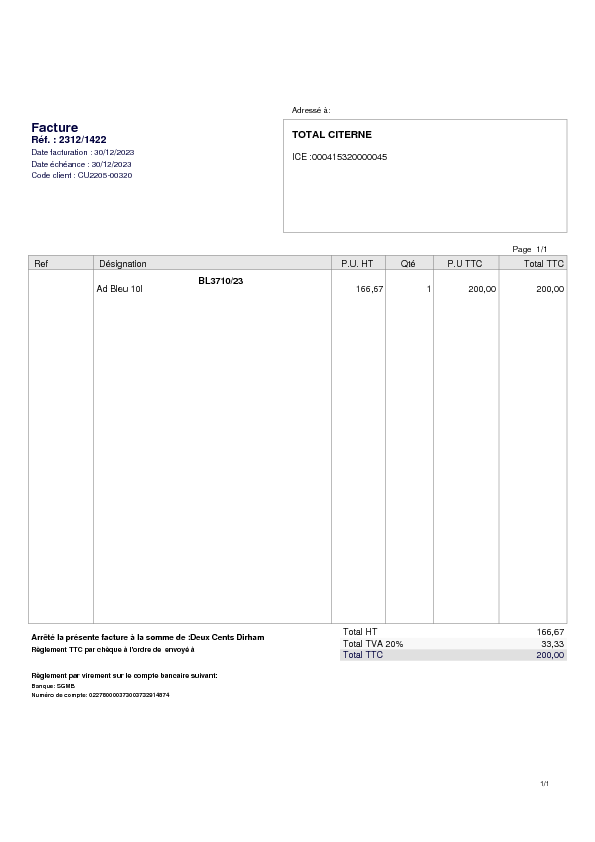 Adressé à:
Facture
Réf. : 2312/1422
Date facturation : 30/12/2023
Date échéance : 30/12/2023
Code client : CU2205-00320
TOTAL CITERNE
ICE :000415320000045
Page 1/1
Ref Désignation P.U. HT Qté P.U TTC Total TTC
BL3710/23
Ad Bleu 10l 166,67 1 200,00 200,00
Total HT 166,67
Arrêté la présente facture à la somme de :Deux Cents Dirham
Total TVA 20% 33,33
Règlement TTC par chèque à l'ordre de envoyé à
Total TTC 200,00
Règlement par virement sur le compte bancaire suivant:
Banque: SGMB
Numéro de compte:
1/1